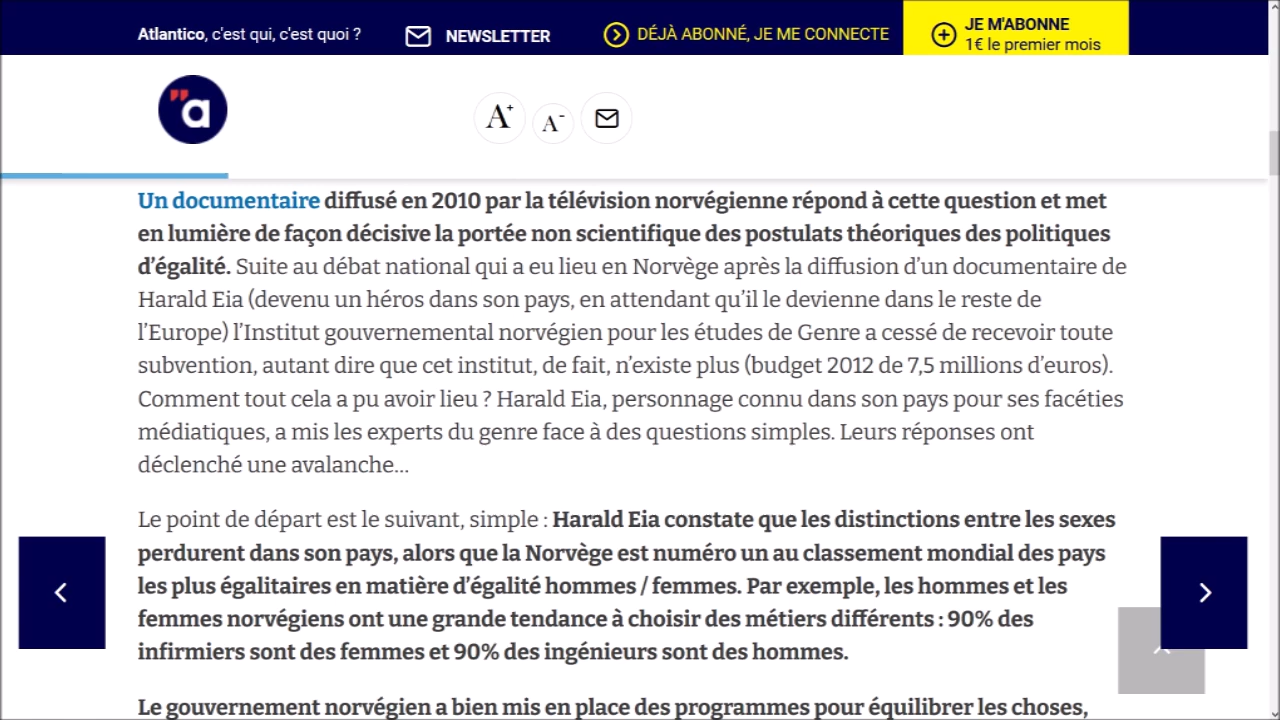 Atlantico, c'est qui, c'est quoi ?
NEWSLETTER
DÉJÀ ABONNÉ, JE ME CONNECTE
JE M'ABONNE
1€ le premier mois
"a
A+
A-
Un documentaire diffusé en 2010 par la télévision norvégienne répond à cette question et met
en lumière de façon décisive la portée non scientifique des postulats théoriques des politiques
d’égalité. Suite au débat national qui a eu lieu en Norvège après la diffusion d’un documentaire de
Harald Eia (devenu un héros dans son pays, en attendant qu’il le devienne dans le reste de
l’Europe) l’Institut gouvernemental norvégien pour les études de Genre a cessé de recevoir toute
subvention, autant dire que cet institut, de fait, n’existe plus (budget 2012 de 7,5 millions d’euros).
Comment tout cela a pu avoir lieu ? Harald Eia, personnage connu dans son pays pour ses facéties
médiatiques, a mis les experts du genre face à des questions simples. Leurs réponses ont
déclenché une avalanche...
Le point de départ est le suivant, simple : Harald Eia constate que les distinctions entre les sexes
perdurent dans son pays, alors que la Norvège est numéro un au classement mondial des pays
les plus égalitaires en matière d’égalité hommes / femmes. Par exemple, les hommes et les
femmes norvégiens ont une grande tendance à choisir des métiers différents : 90% des
infirmiers sont des femmes et 90% des ingénieurs sont des hommes.
Le gouvernement norvégien a bien mis en place des programmes pour équilibrer les choses,